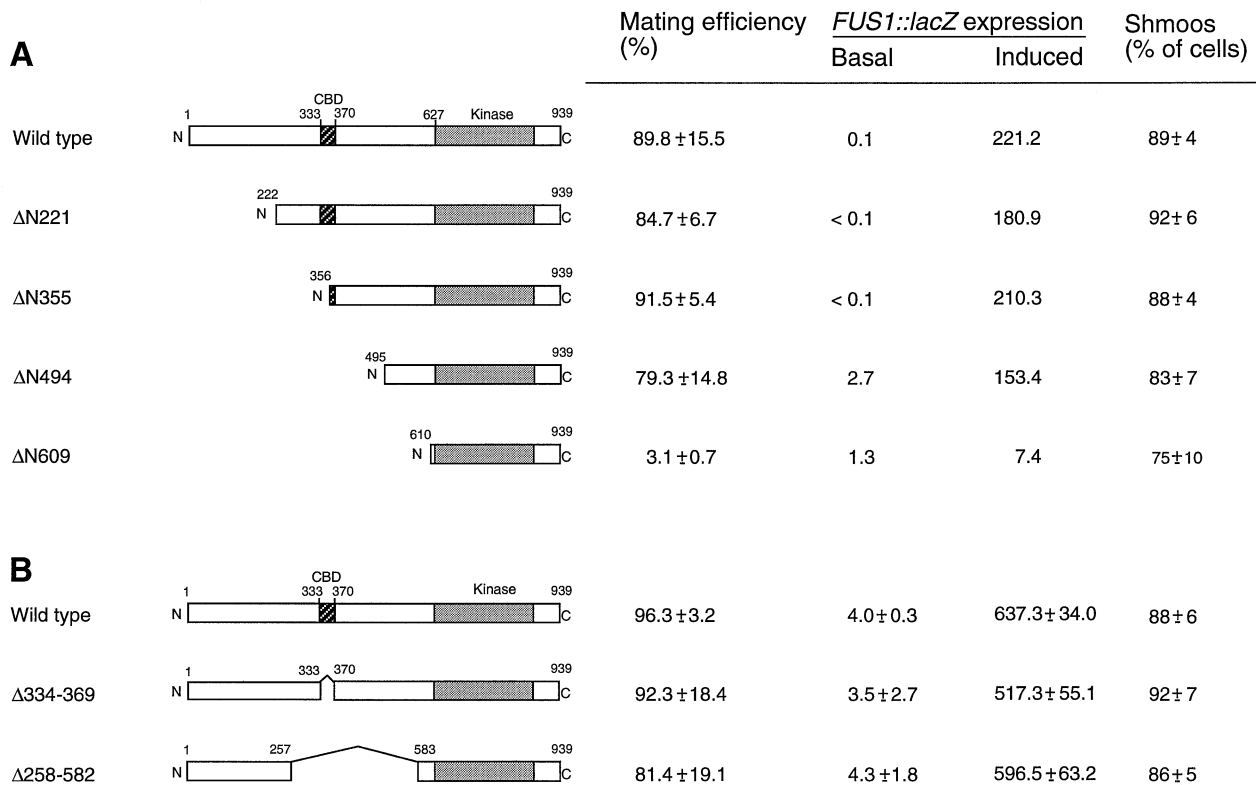 Mating efficiency (%) FUS1::lacZ expression Shmoos (% of cells)
Basal Induced
A
CBD
1 333 370 627 Kinase 939
Wild type N C 89.8±15.5 0.1 221.2 89±4
222 939
ΔN221 N C 84.7±6.7 < 0.1 180.9 92±6
356 939
ΔN355 N C 91.5±5.4 < 0.1 210.3 88±4
495 939
ΔN494 N C 79.3±14.8 2.7 153.4 83±7
610 939
ΔN609 N C 3.1±0.7 1.3 7.4 75±10
B
CBD
1 333 370 Kinase 939
Wild type N C 96.3±3.2 4.0±0.3 637.3±34.0 88±6
1 333 370 939
Δ334-369 N C 92.3±18.4 3.5±2.7 517.3±55.1 92±7
1 257 583 939
Δ258-582 N C 81.4±19.1 4.3±1.8 596.5±63.2 86±5